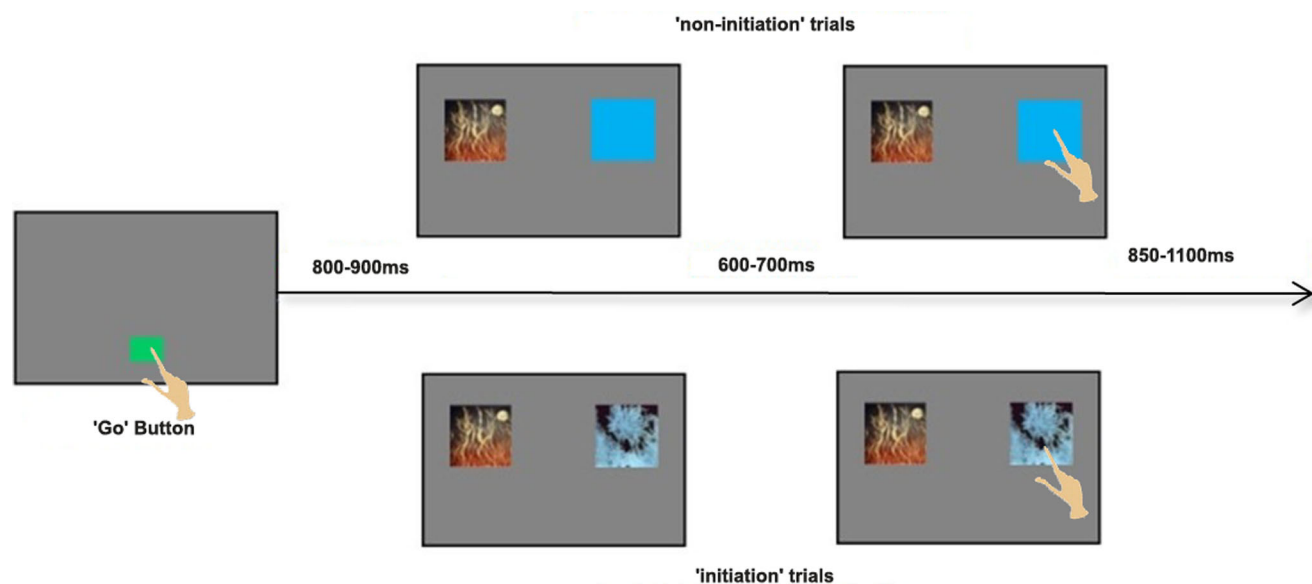 'non-initiation' trials
800-900ms
600-700ms
850-1100ms
'Go' Button
'initiation' trials